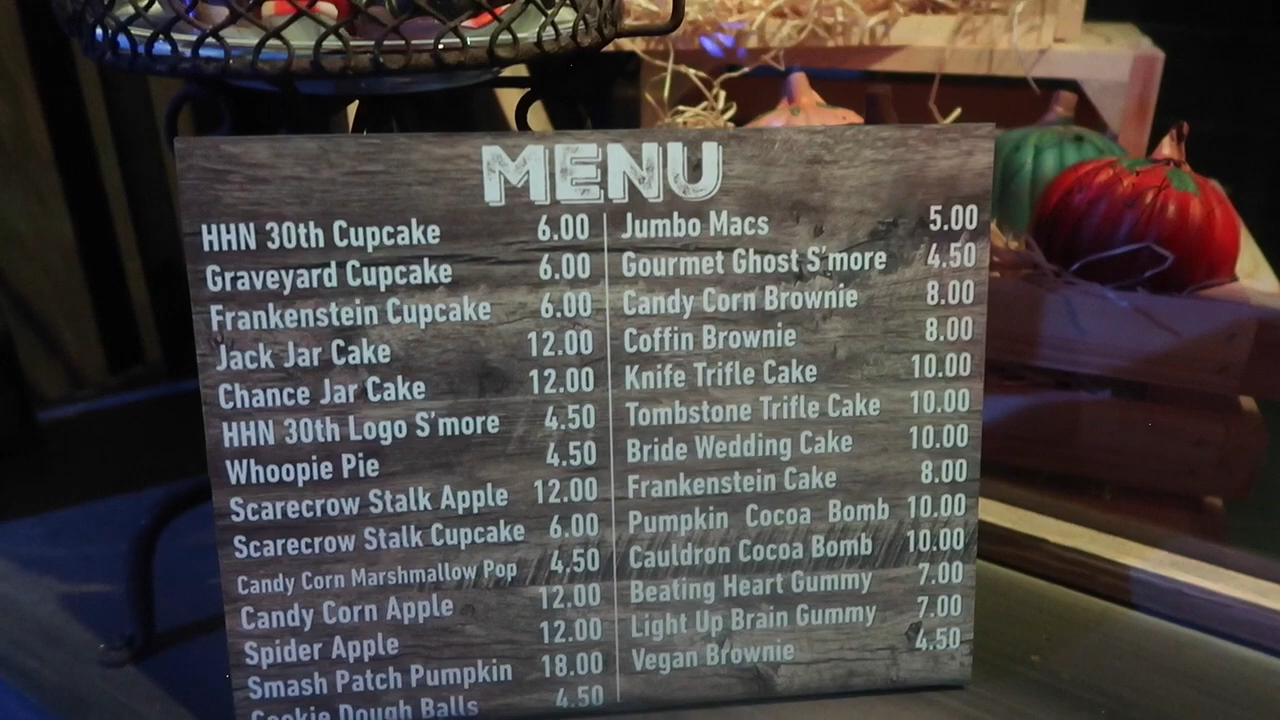 MENU
HHN 30th Cupcake 6.00
Graveyard Cupcake 6.00
Frankenstein Cupcake 6.00
Jack Jar Cake 12.00
Chance Jar Cake 12.00
HHN 30th Logo S'more 4.50
Whoopie Pie 4.50
Scarecrow Stalk Apple 12.00
Scarecrow Stalk Cupcake 6.00
Candy Corn Marshmallow Pop 4.50
Candy Corn Apple 12.00
Spider Apple 12.00
Smash Patch Pumpkin 18.00
Cookie Dough Balls 4.50
Jumbo Macs 5.00
Gourmet Ghost S'more 4.50
Candy Corn Brownie 8.00
Coffin Brownie 8.00
Knife Trifle Cake 10.00
Tombstone Trifle Cake 10.00
Bride Wedding Cake 10.00
Frankenstein Cake 8.00
Pumpkin Cocoa Bomb 10.00
Cauldron Cocoa Bomb 10.00
Beating Heart Gummy 7.00
Light Up Brain Gummy 7.00
Vegan Brownie 4.50